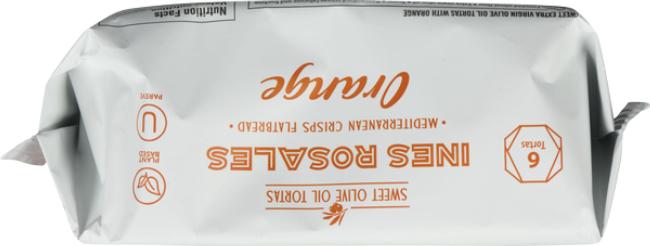 SWEET OLIVE OIL TORTAS
INES ROSALES
• MEDITERRANEAN CRISPS FLATBREAD •
Orange
6
Tortas
PLANT
BASED
U
PAREVE
SWEET EXTRA VIRGIN OLIVE OIL TORTAS WITH ORANGE
Nutrition Facts